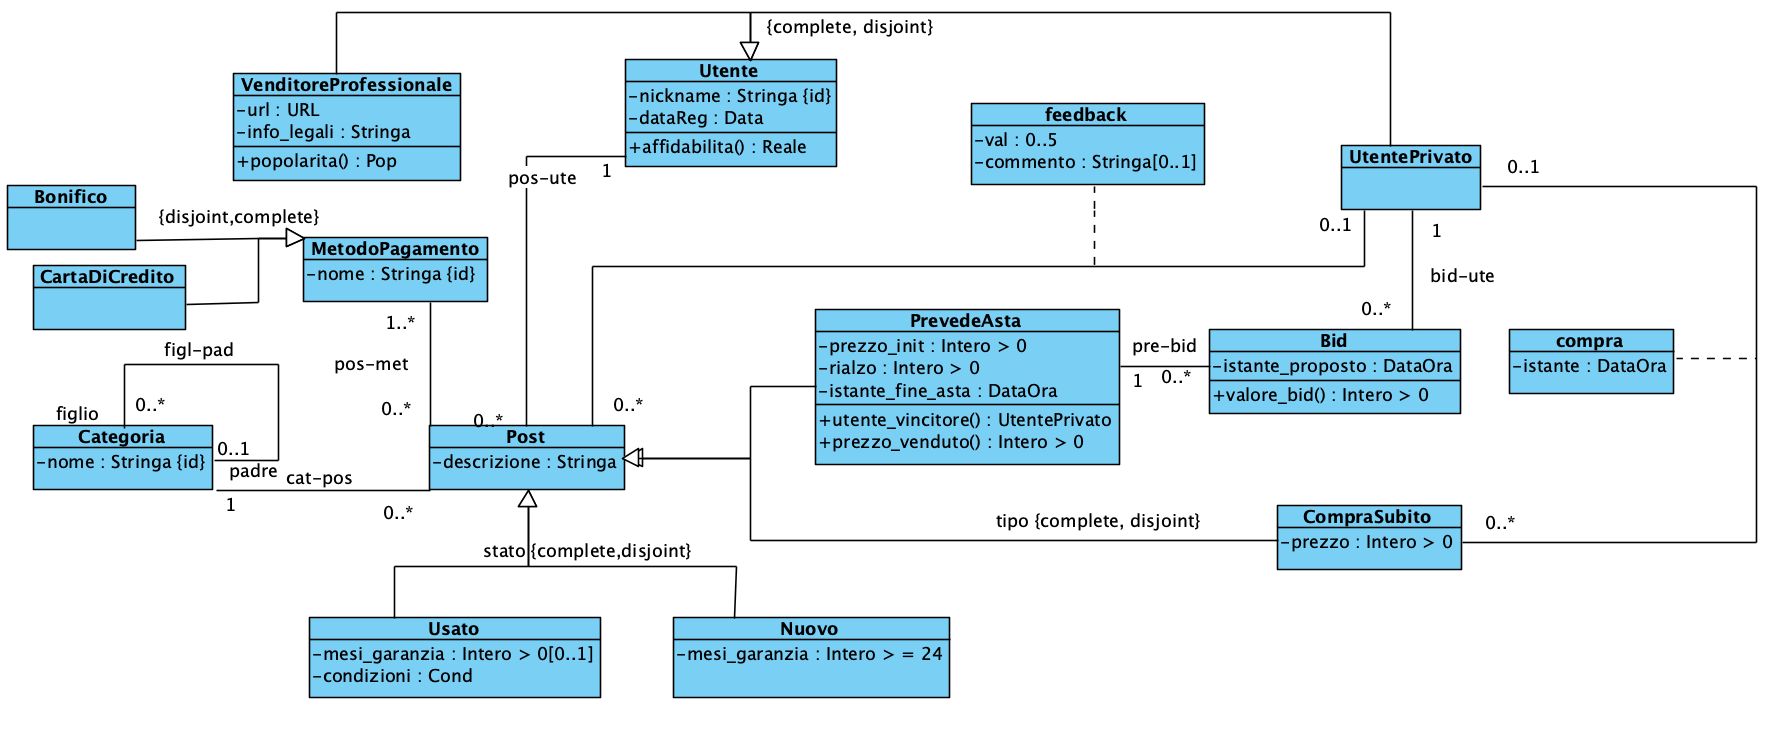 {complete, disjoint}
VenditoreProfessionale
-url : URL
-info_legali : Stringa
+popolarita() : Pop
Utente
-nickname : Stringa {id}
-dataReg : Data
+affidabilita() : Reale
1
pos-ute
feedback
-val : 0..5
-commento : Stringa[0..1]
UtentePrivato
0..1
0..1
1
bid-ute
0..*
Bonifico
{disjoint,complete}
CartaDiCredito
MetodoPagamento
-nome : Stringa {id}
1..*
pos-met
0..*
figl-pad
figlio
0..*
Categoria
-nome : Stringa {id}
0..1
padre
cat-pos
1
0..*
0..*
0..*
Post
-descrizione : Stringa
PrevedeAsta
-prezzo_init : Intero > 0
-rialzo : Intero > 0
-istante_fine_asta : DataOra
+utente_vincitore() : UtentePrivato
+prezzo_venduto() : Intero > 0
pre-bid
1
0..*
Bid
-istante_proposto : DataOra
+valore_bid() : Intero > 0
compra
-istante : DataOra
tipo {complete, disjoint}
CompraSubito
-prezzo : Intero > 0
0..*
stato {complete,disjoint}
Usato
-mesi_garanzia : Intero > 0[0..1]
-condizioni : Cond
Nuovo
-mesi_garanzia : Intero > = 24